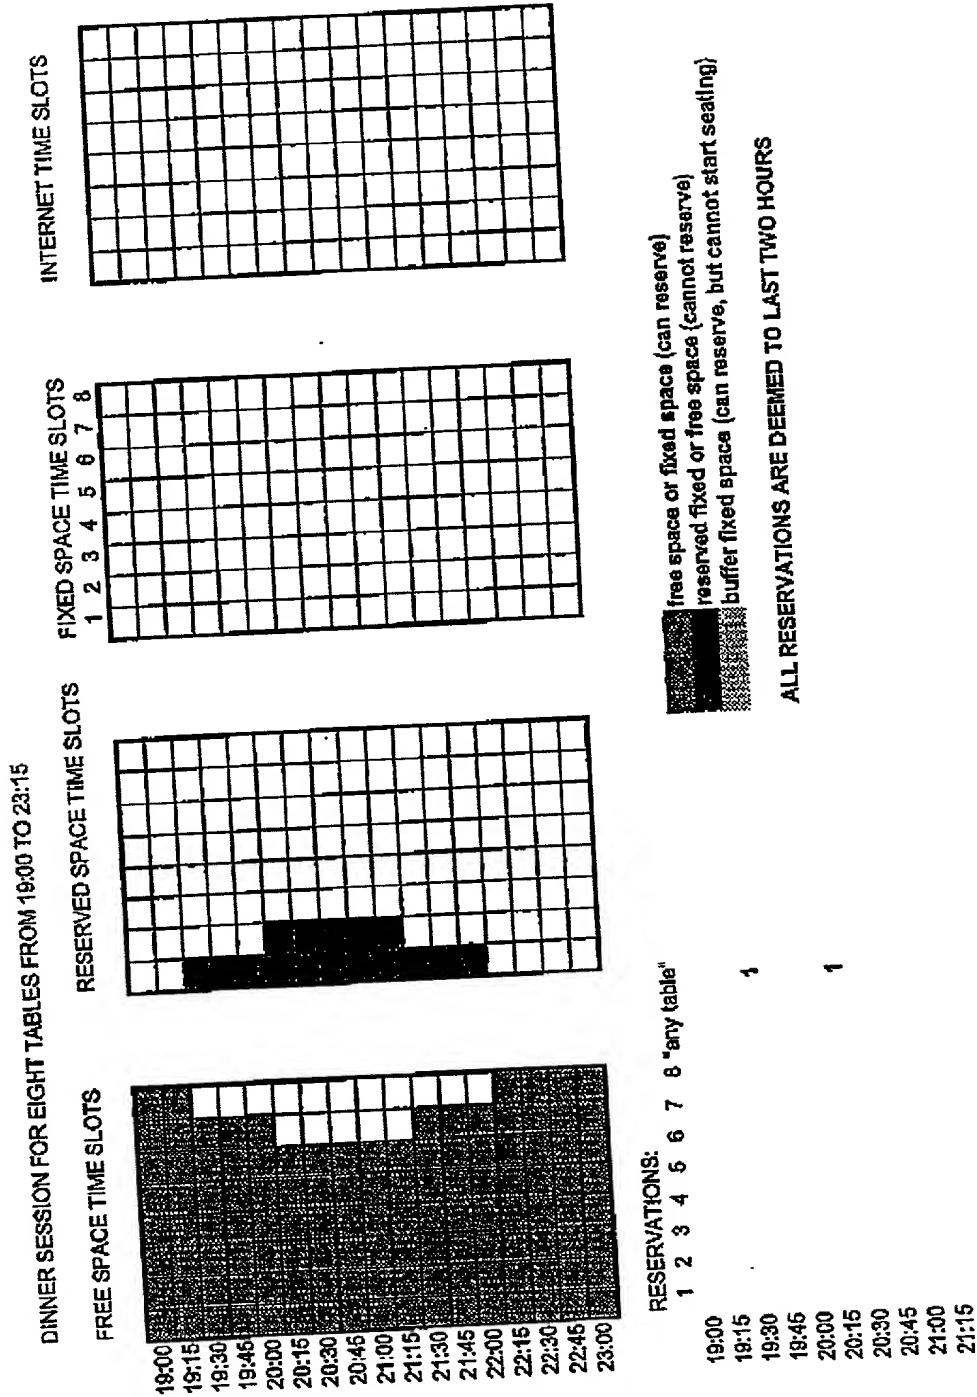 DINNER SESSION FOR EIGHT TABLES FROM 19:00 TO 23:15
FREE SPACE TIME SLOTS
RESERVED SPACE TIME SLOTS
FIXED SPACE TIME SLOTS
INTERNET TIME SLOTS
1 2 3 4 5 6 7 8
19:00
19:15
19:30
19:45
20:00
20:15
20:30
20:45
21:00
21:15
21:30
21:45
22:00
22:15
22:30
22:45
23:00
RESERVATIONS:
1 2 3 4 5 6 7 8 "any table"
19:00
19:15 1
19:30
19:45
20:00 1
20:15
20:30
20:45
21:00
21:15
free space or fixed space (can reserve)
reserved fixed or free space (cannot reserve)
buffer fixed space (can reserve, but cannot start seating)
ALL RESERVATIONS ARE DEEMED TO LAST TWO HOURS